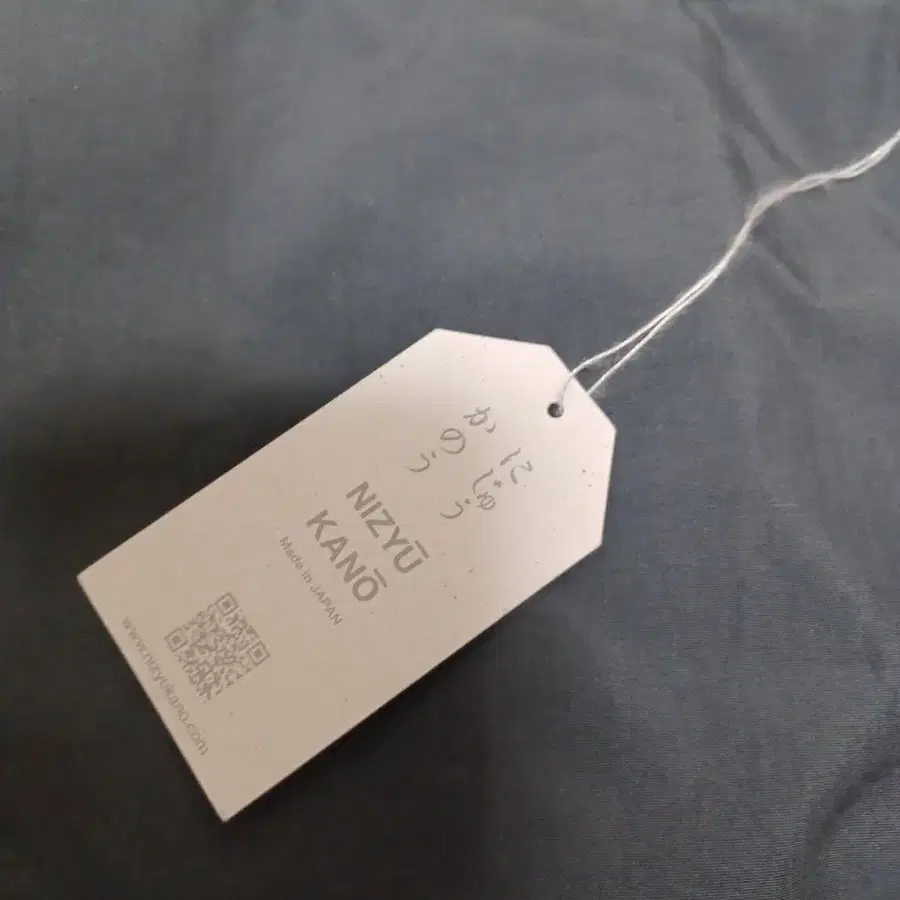 にじゅう
かのう
NIZYŪ
KANŌ
Made in JAPAN
www.nizyukano.com